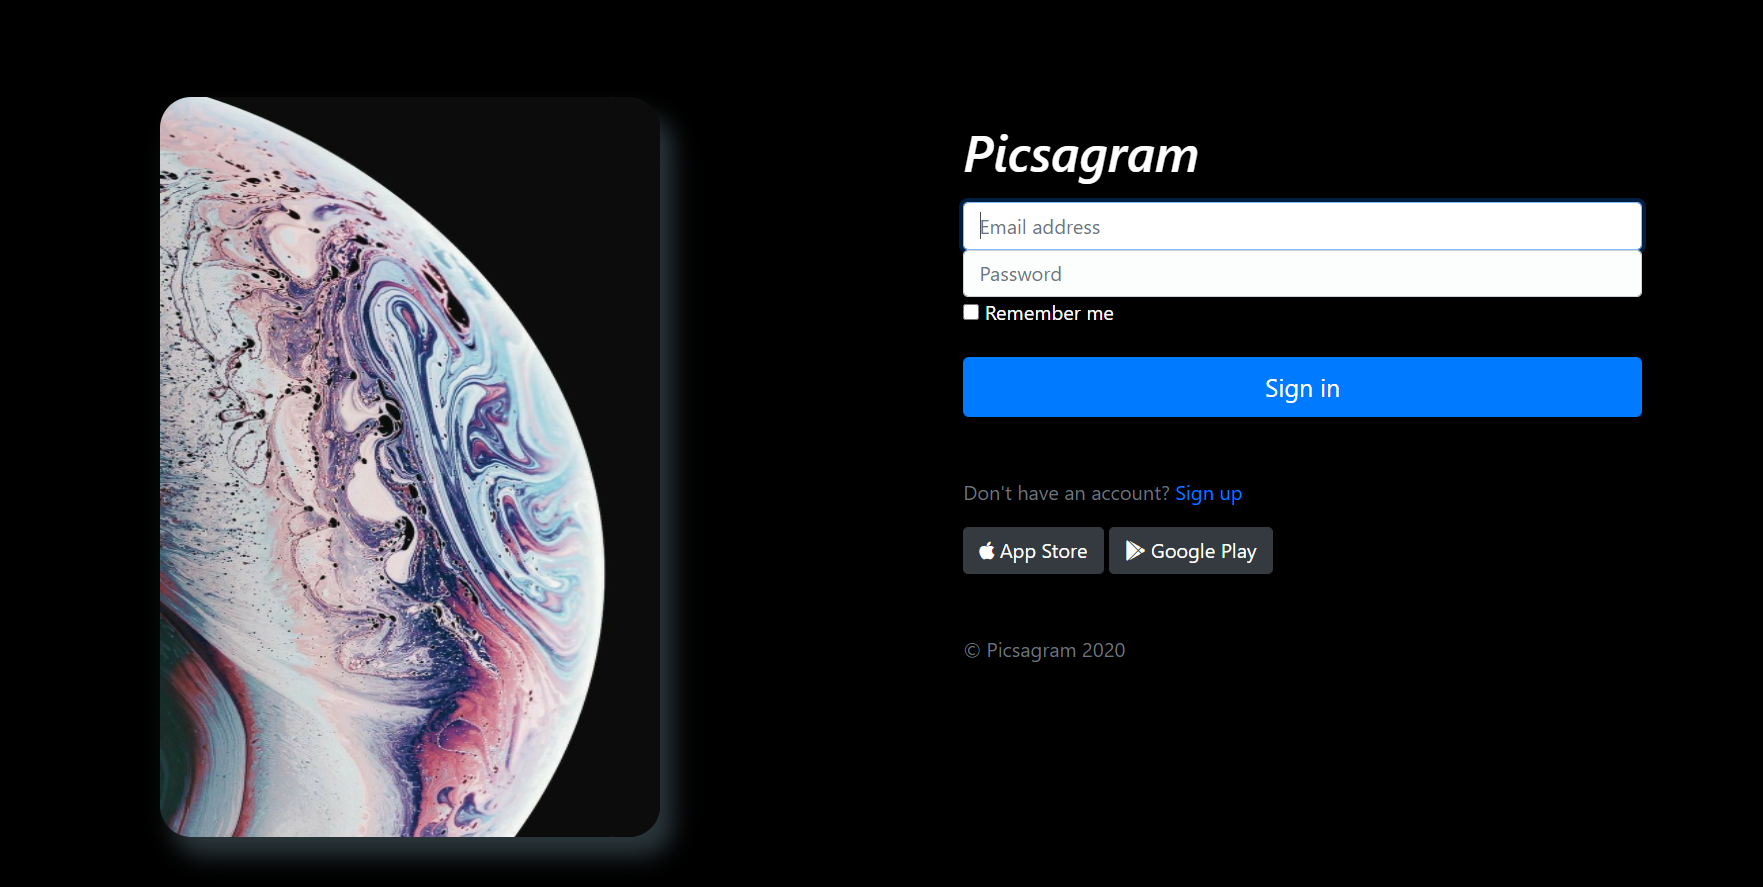 Picsagram
Email address
Password
Remember me
Sign in
Don't have an account? Sign up
App Store Google Play
© Picsagram 2020